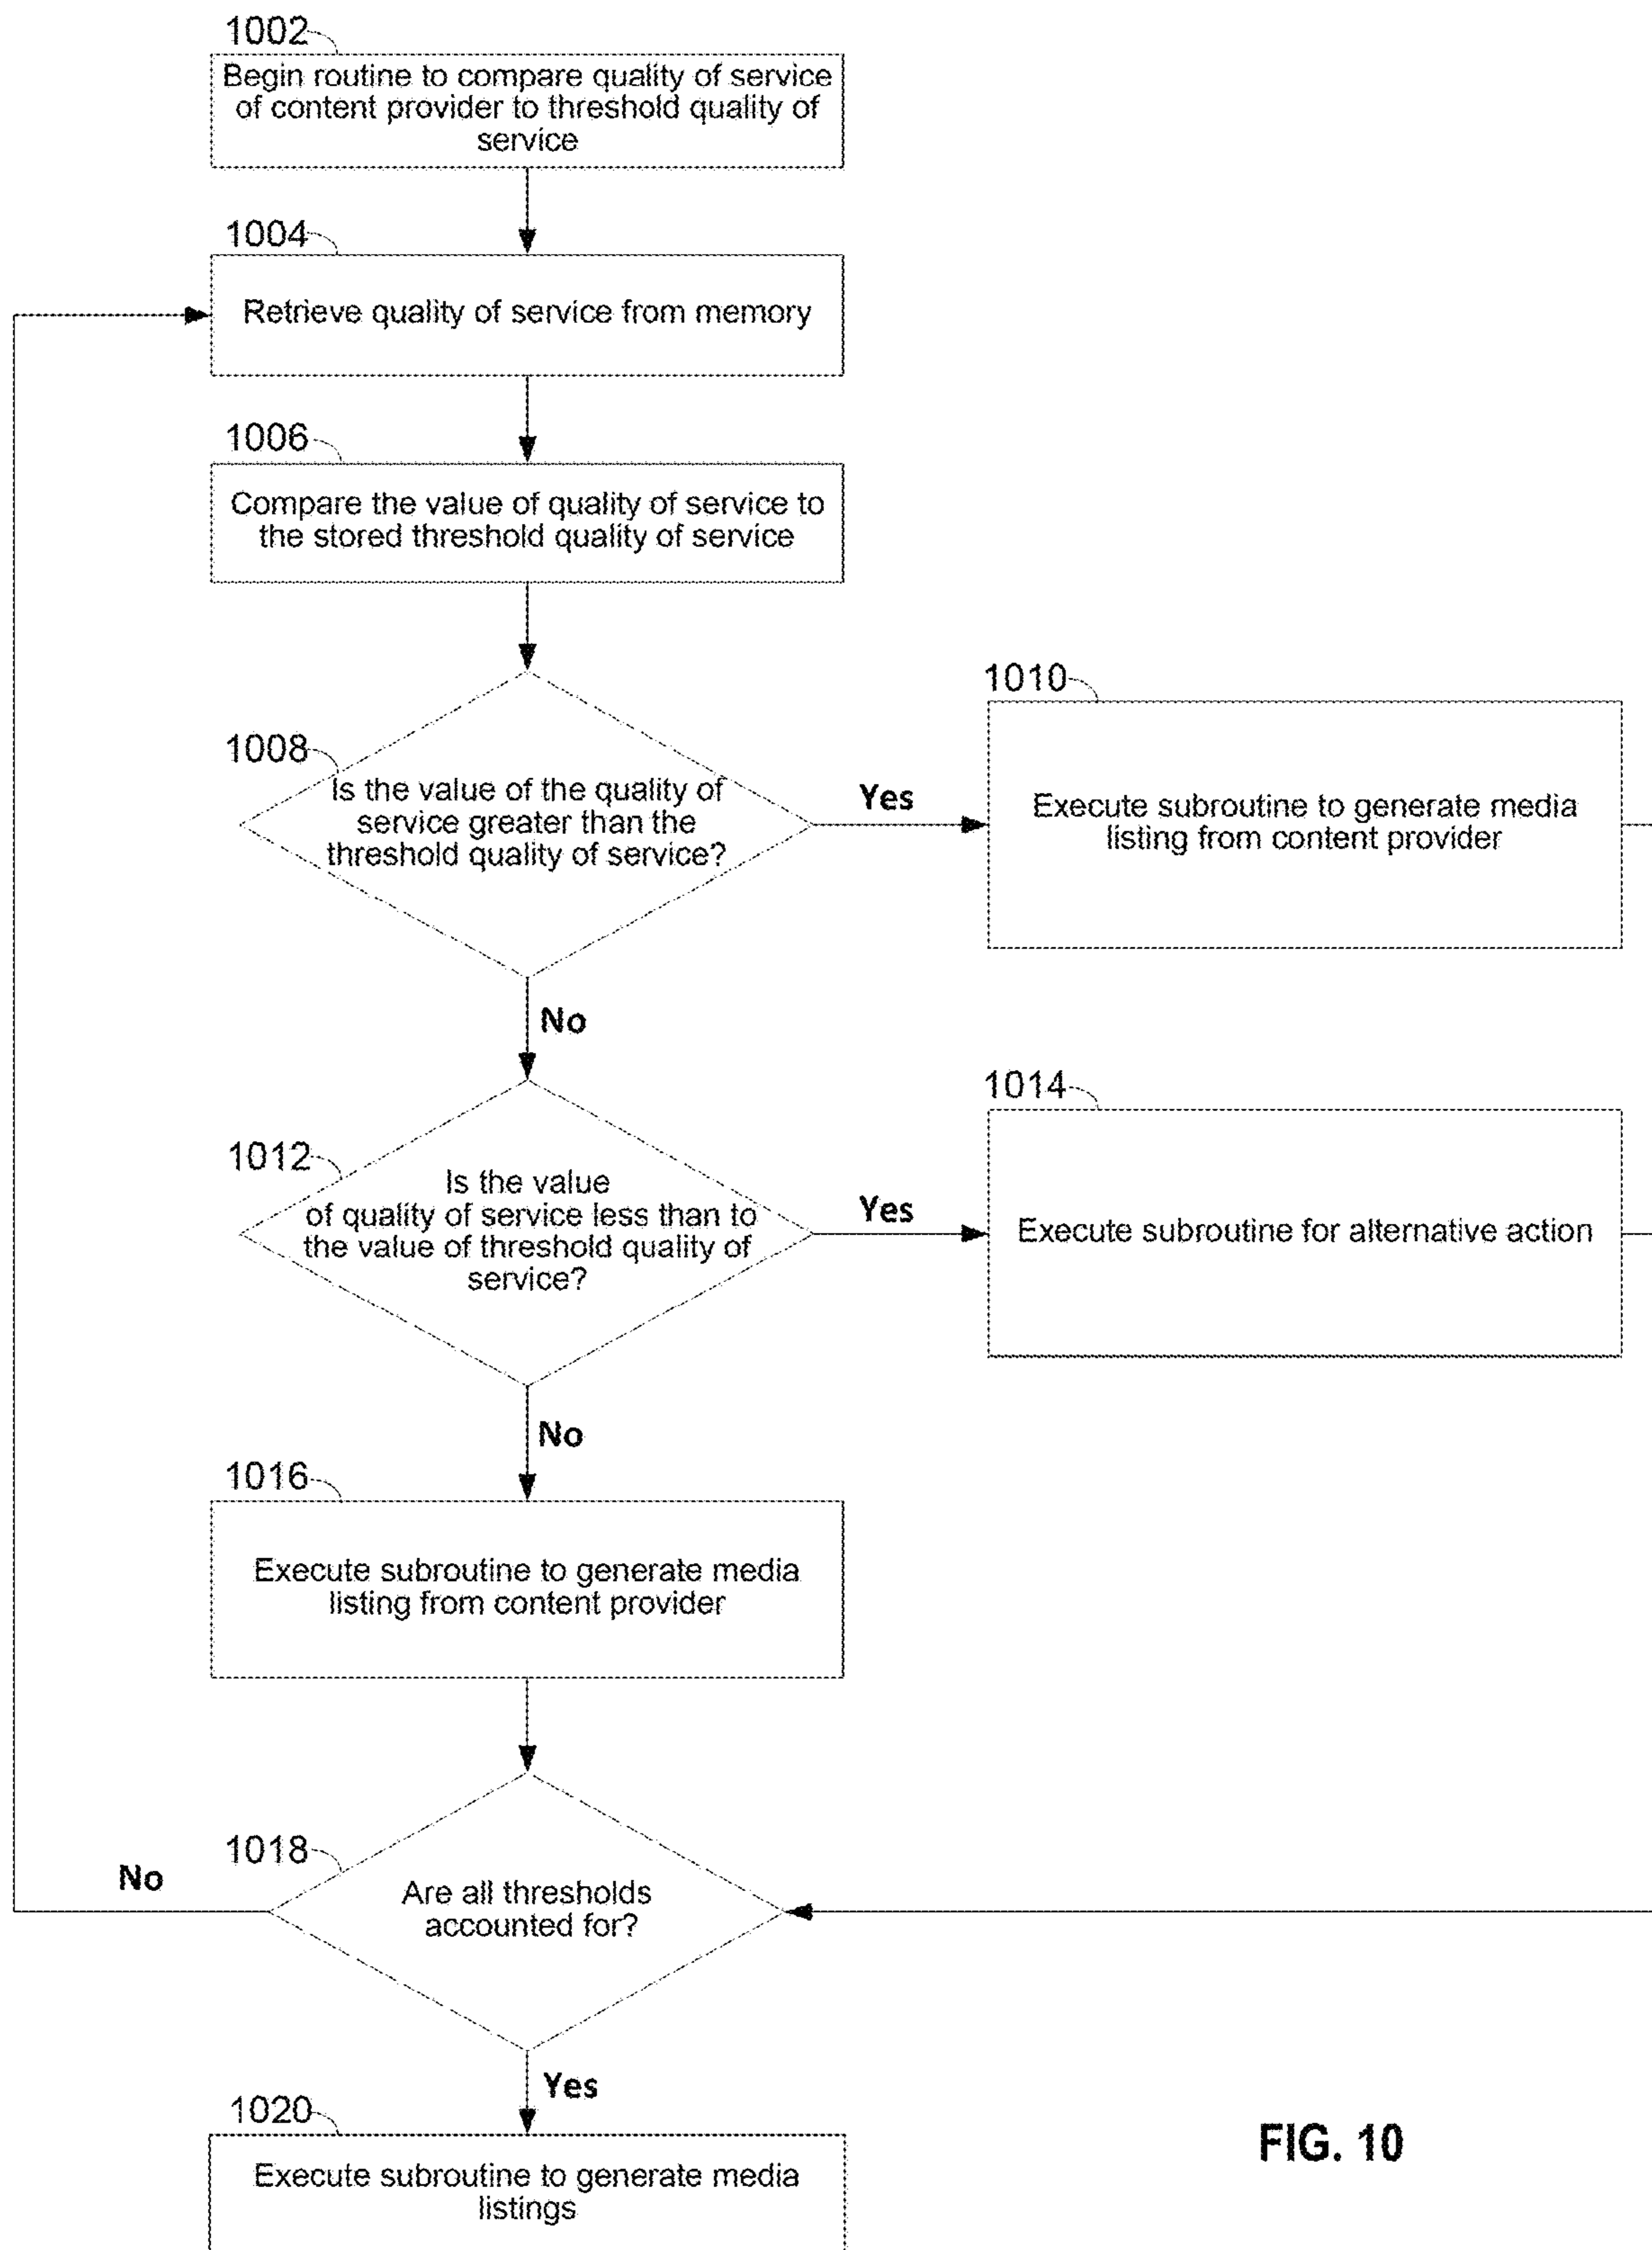 1002
Begin routine to compare quality of service
of content provider to threshold quality of
service
1004
Retrieve quality of service from memory
1006
Compare the value of quality of service to
the stored threshold quality of service
1008
Is the value of the quality of
service greater than the
threshold quality of service?
Yes
1010
Execute subroutine to generate media
listing from content provider
No
1012
Is the value
of quality of service less than to
the value of threshold quality of
service?
Yes
1014
Execute subroutine for alternative action
No
1016
Execute subroutine to generate media
listing from content provider
1018
Are all thresholds
accounted for?
No
Yes
1020
Execute subroutine to generate media
listings
FIG. 10